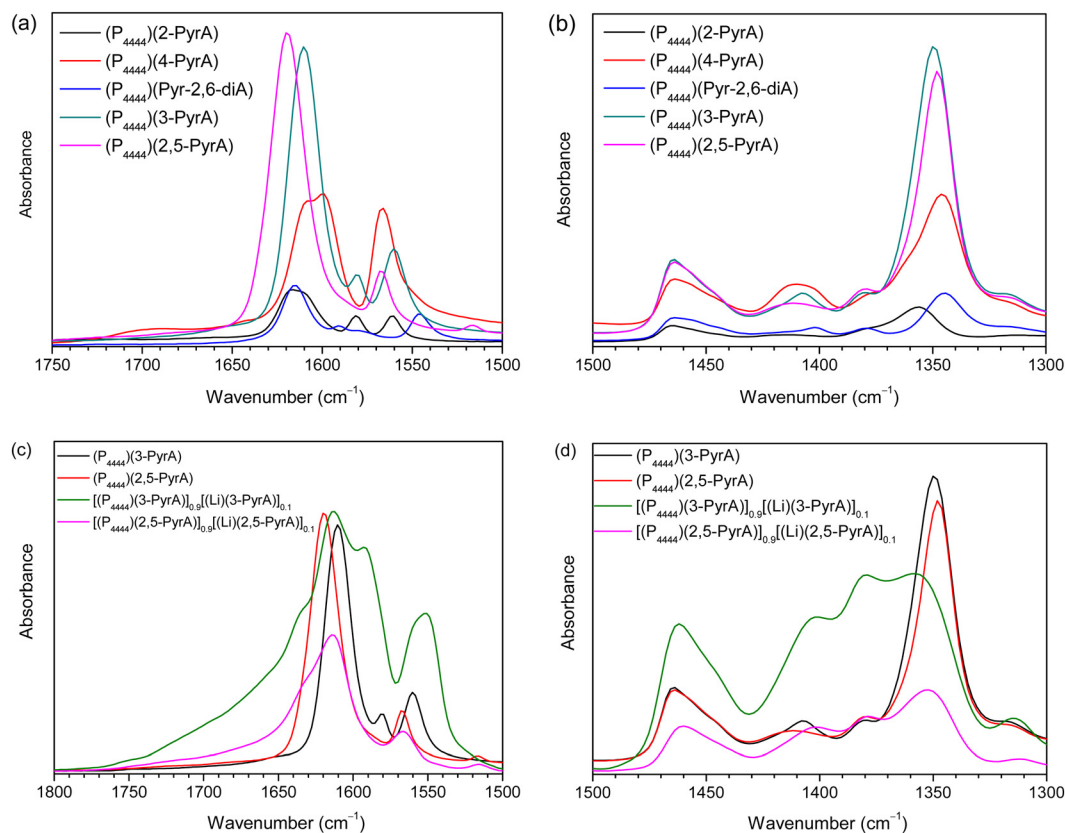 (a)
(P4444)(2-PyrA)
(P4444)(4-PyrA)
(P4444)(Pyr-2,6-diA)
(P4444)(3-PyrA)
(P4444)(2,5-PyrA)
Absorbance
1750 1700 1650 1600 1550 1500
Wavenumber (cm−1)
(b)
(P4444)(2-PyrA)
(P4444)(4-PyrA)
(P4444)(Pyr-2,6-diA)
(P4444)(3-PyrA)
(P4444)(2,5-PyrA)
Absorbance
1500 1450 1400 1350 1300
Wavenumber (cm−1)
(c)
(P4444)(3-PyrA)
(P4444)(2,5-PyrA)
[(P4444)(3-PyrA)]0.9[(Li)(3-PyrA)]0.1
[(P4444)(2,5-PyrA)]0.9[(Li)(2,5-PyrA)]0.1
Absorbance
1800 1750 1700 1650 1600 1550 1500
Wavenumber (cm−1)
(d)
(P4444)(3-PyrA)
(P4444)(2,5-PyrA)
[(P4444)(3-PyrA)]0.9[(Li)(3-PyrA)]0.1
[(P4444)(2,5-PyrA)]0.9[(Li)(2,5-PyrA)]0.1
Absorbance
1500 1450 1400 1350 1300
Wavenumber (cm−1)